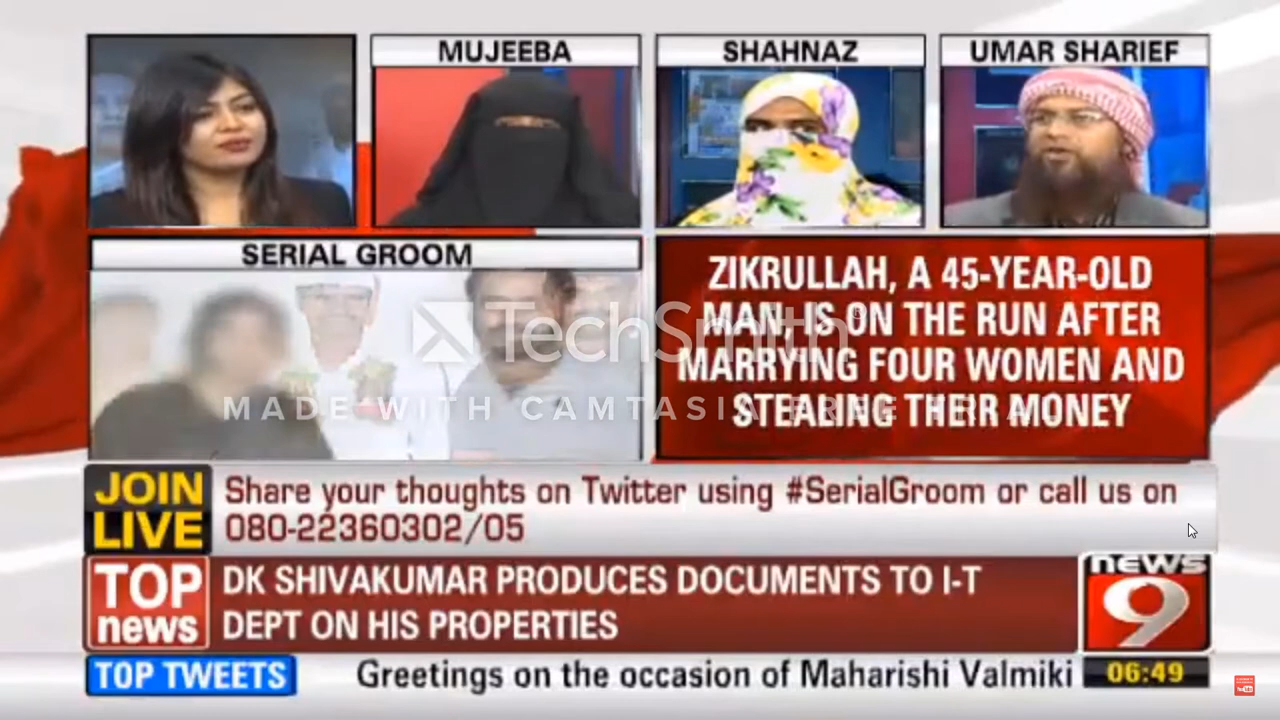 MUJEEBA
SHAHNAZ
UMAR SHARIEF
SERIAL GROOM
ZIKRULLAH, A 45-YEAR-OLD
MAN, IS ON THE RUN AFTER
MARRYING FOUR WOMEN AND
STEALING THEIR MONEY
TechSmith
MADE WITH CAMTASIA FREE TRIAL
JOIN
LIVE
Share your thoughts on Twitter using #SerialGroom or call us on
080-22360302/05
TOP
news
DK SHIVAKUMAR PRODUCES DOCUMENTS TO I-T
DEPT ON HIS PROPERTIES
news
9
TOP TWEETS
Greetings on the occasion of Maharishi Valmiki
06:49